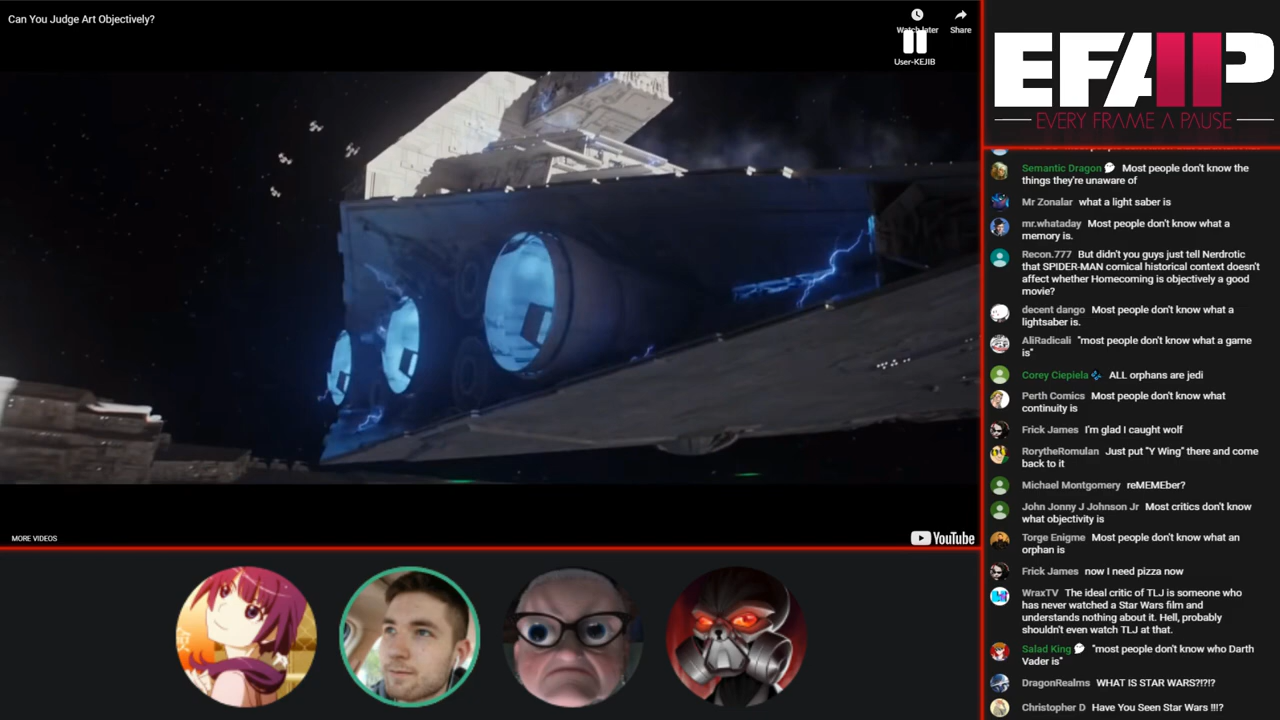 Can You Judge Art Objectively?
Watch later
Share
User-KEJIB
MORE VIDEOS
YouTube
EFAP
EVERY FRAME A PAUSE
Semantic Dragon Most people don't know the
things they're unaware of
Mr Zonalar what a light saber is
mr.whataday Most people don't know what a
memory is.
Recon.777 But didn't you guys just tell Nerdrotic
that SPIDER-MAN comical historical context doesn't
affect whether Homecoming is objectively a good
movie?
decent dango Most people don't know what a
lightsaber is.
AliRadicali "most people don't know what a game
is"
Corey Ciepiela ALL orphans are jedi
Perth Comics Most people don't know what
continuity is
Frick James I'm glad I caught wolf
RorytheRomulan Just put "Y Wing" there and come
back to it
Michael Montgomery reMEMEber?
John Jonny J Johnson Jr Most critics don't know
what objectivity is
Torge Enigme Most people don't know what an
orphan is
Frick James now I need pizza now
WraxTV The ideal critic of TLJ is someone who
has never watched a Star Wars film and
understands nothing about it. Hell, probably
shouldn't even watch TLJ at that.
Salad King "most people don't know who Darth
Vader is"
DragonRealms WHAT IS STAR WARS?!?!?
Christopher D Have You Seen Star Wars !!!?